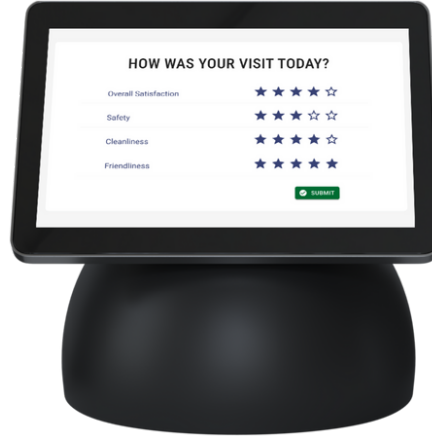 HOW WAS YOUR VISIT TODAY?
Overall Satisfaction
Safety
Cleanliness
Friendliness
SUBMIT